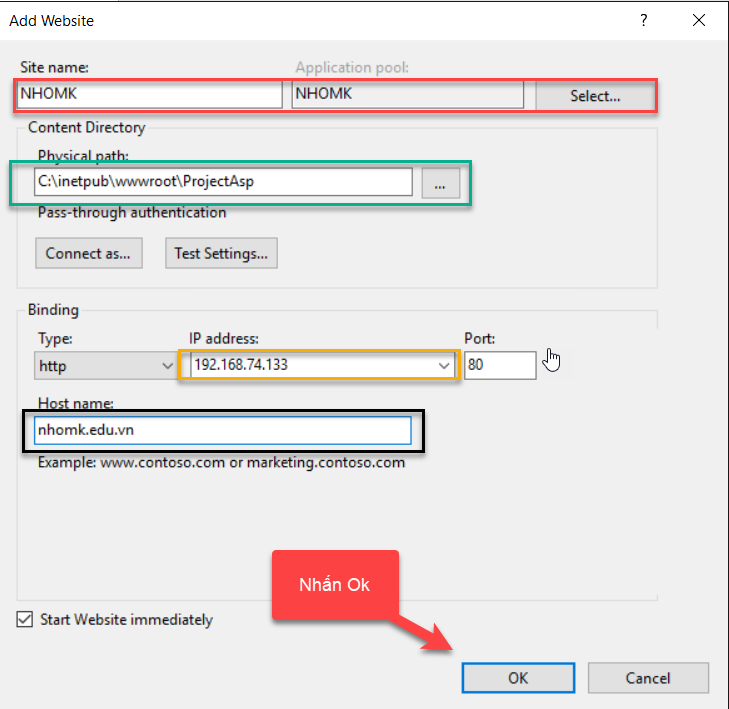 Add Website
?
Site name:
Application pool:
NHOMK
NHOMK
Select...
Content Directory
Physical path:
C:\inetpub\wwwroot\ProjectAsp
...
Pass-through authentication
Connect as...
Test Settings...
Binding
Type:
IP address:
Port:
http
192.168.74.133
80
Host name:
nhomk.edu.vn
Example: www.contoso.com or marketing.contoso.com
Nhấn Ok
Start Website immediately
OK
Cancel